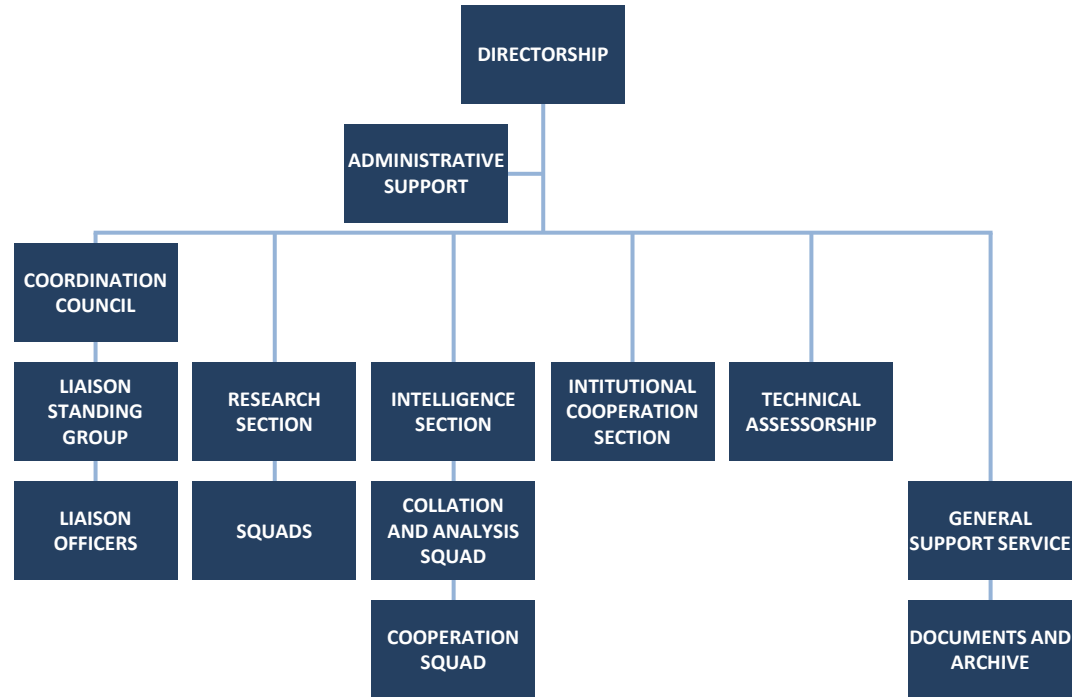 DIRECTORSHIP
ADMINISTRATIVE
SUPPORT
COORDINATION
COUNCIL
LIAISON
STANDING
GROUP
RESEARCH
SECTION
INTELLIGENCE
SECTION
INTITUTIONAL
COOPERATION
SECTION
TECHNICAL
ASSESSORSHIP
LIAISON
OFFICERS
SQUADS
COLLATION
AND ANALYSIS
SQUAD
GENERAL
SUPPORT SERVICE
COOPERATION
SQUAD
DOCUMENTS AND
ARCHIVE